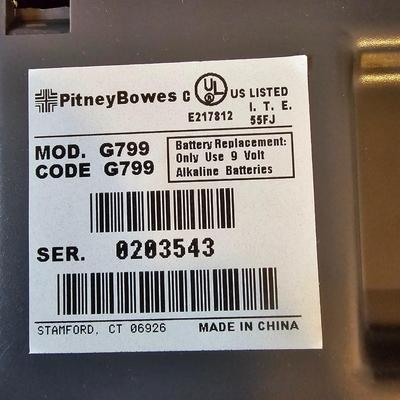 PitneyBowes C UL US LISTED
I. T. E.
E217812 55FJ
MOD. G799
CODE G799
Battery Replacement:
Only Use 9 Volt
Alkaline Batteries
SER. 0203543
STAMFORD, CT 06926 MADE IN CHINA